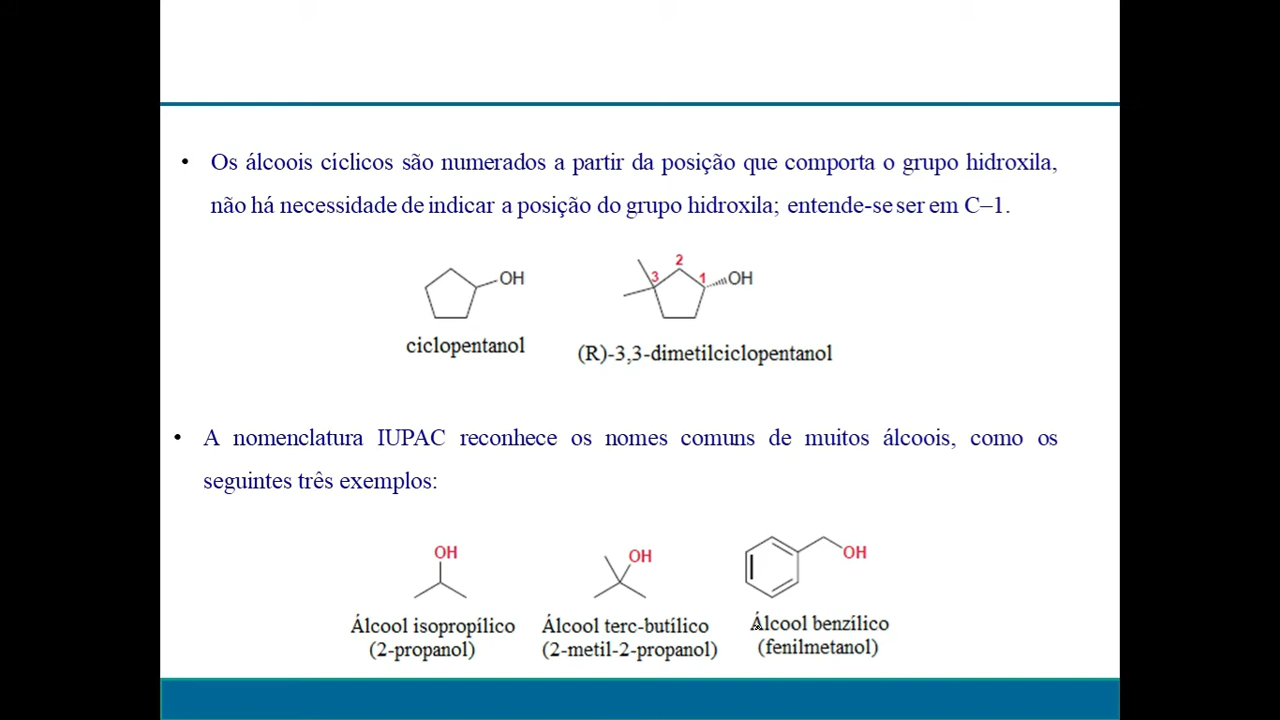 • Os álcoois cíclicos são numerados a partir da posição que comporta o grupo hidroxila,
não há necessidade de indicar a posição do grupo hidroxila; entende-se ser em C–1.
OH
3 2 1 OH
ciclopentanol
(R)-3,3-dimetilciclopentanol
• A nomenclatura IUPAC reconhece os nomes comuns de muitos álcoois, como os
seguintes três exemplos:
OH
OH
OH
Álcool isopropílico
(2-propanol)
Álcool terc-butílico
(2-metil-2-propanol)
Álcool benzílico
(fenilmetanol)